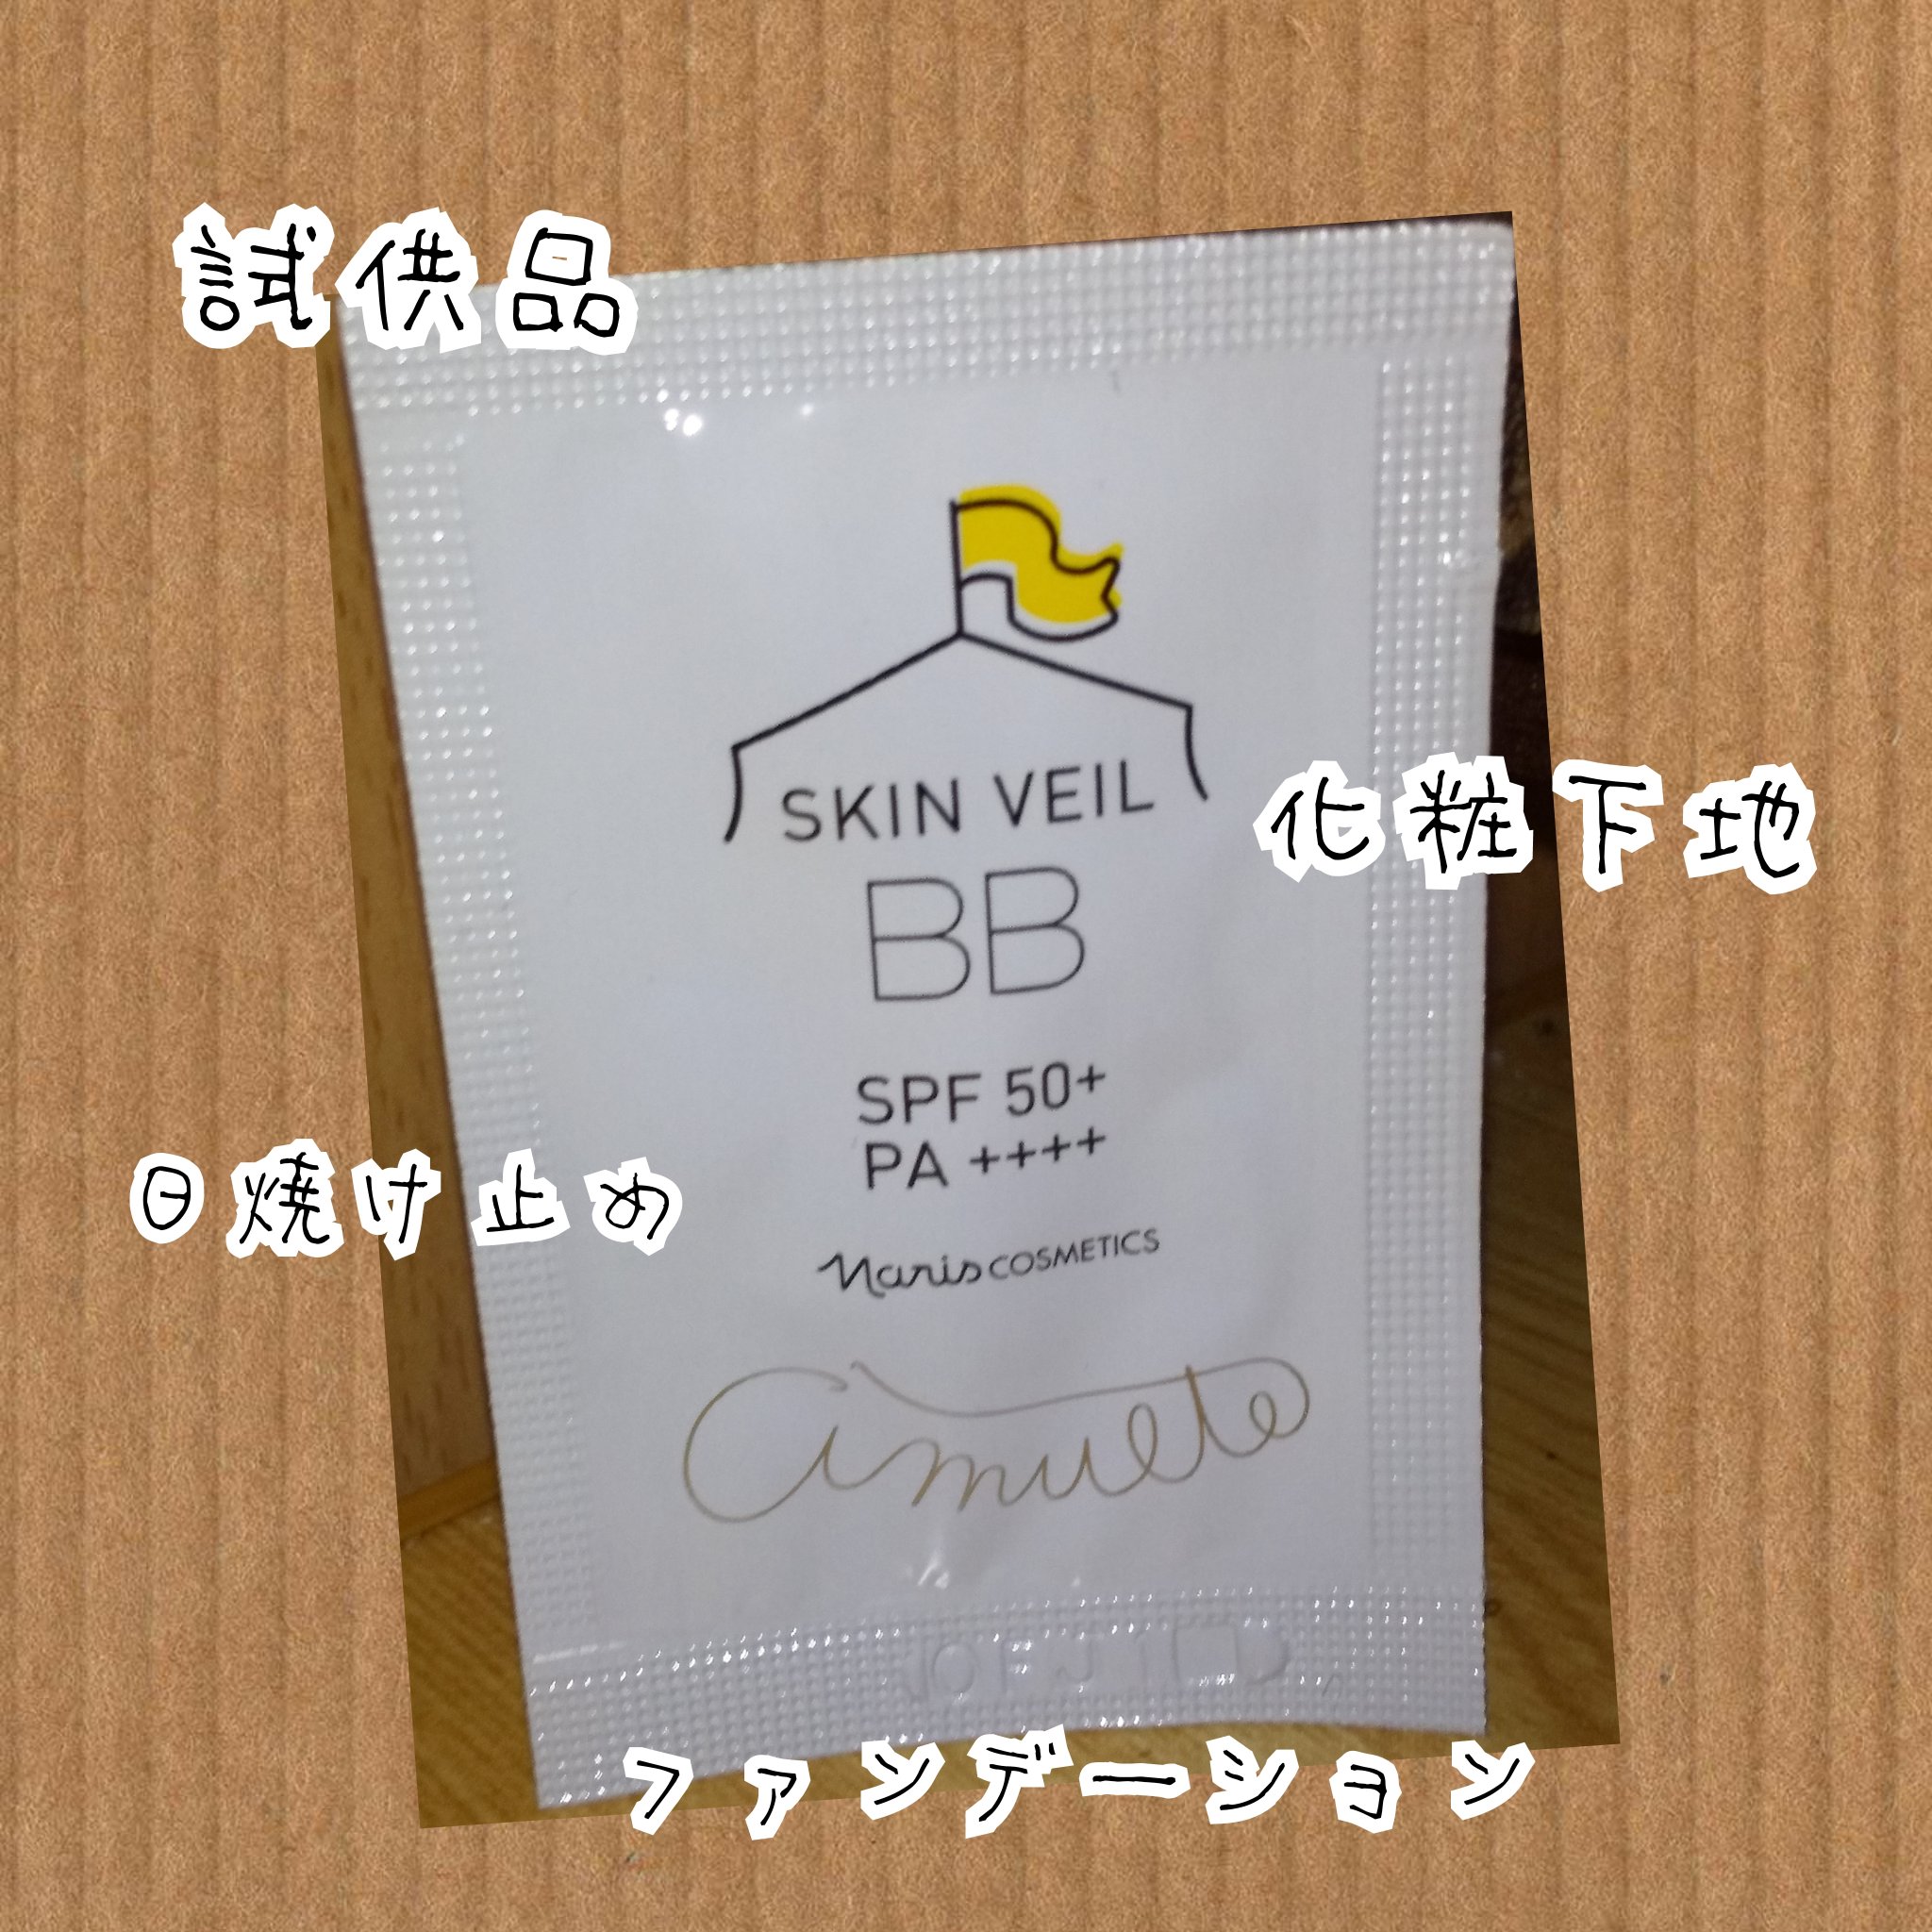 試供品
SKIN VEIL
化粧下地
BB
SPF 50+
PA ++++
日焼け止め
Naris COSMETICS
amulte
ファンデーション